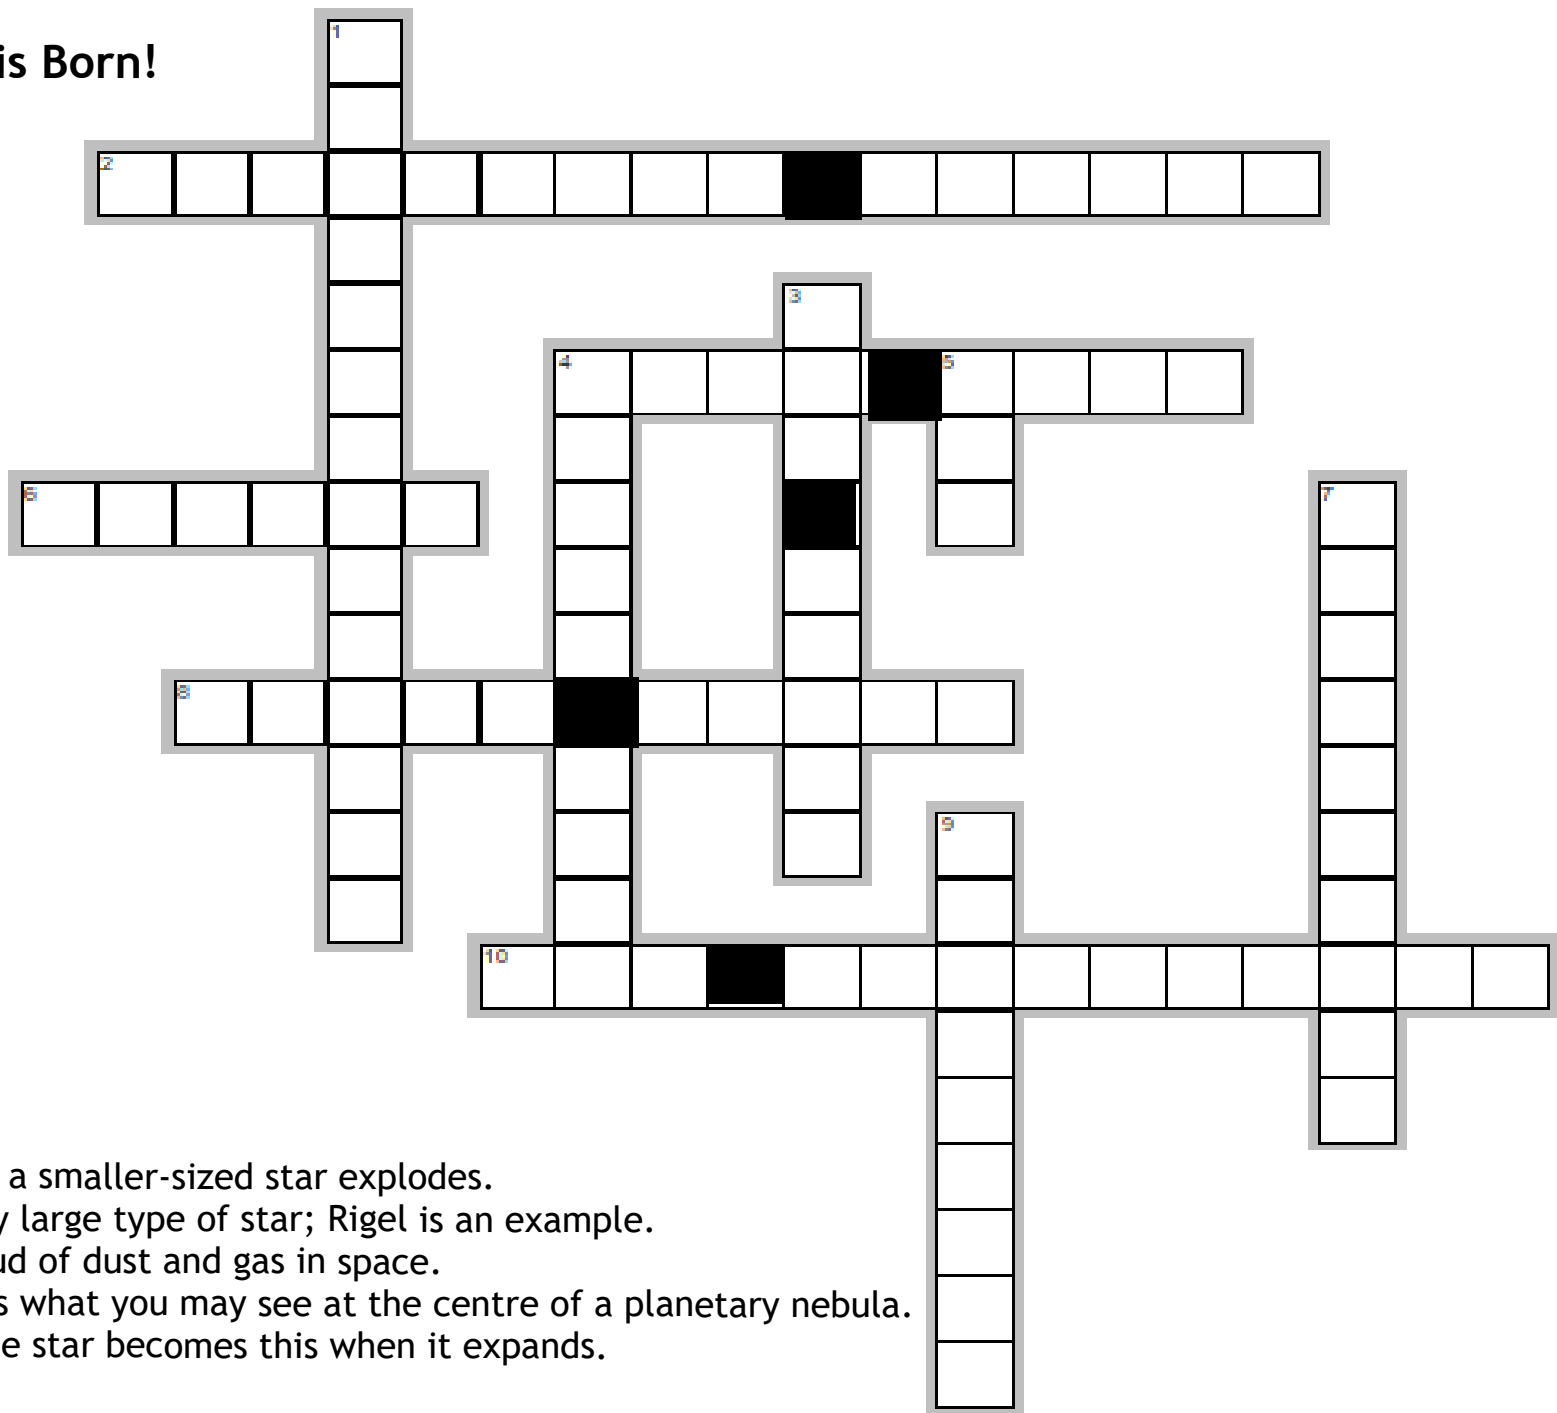 is Born!
1
2
3
4
5
6
7
8
9
10
a smaller-sized star explodes.
large type of star; Rigel is an example.
of dust and gas in space.
what you may see at the centre of a planetary nebula.
star becomes this when it expands.